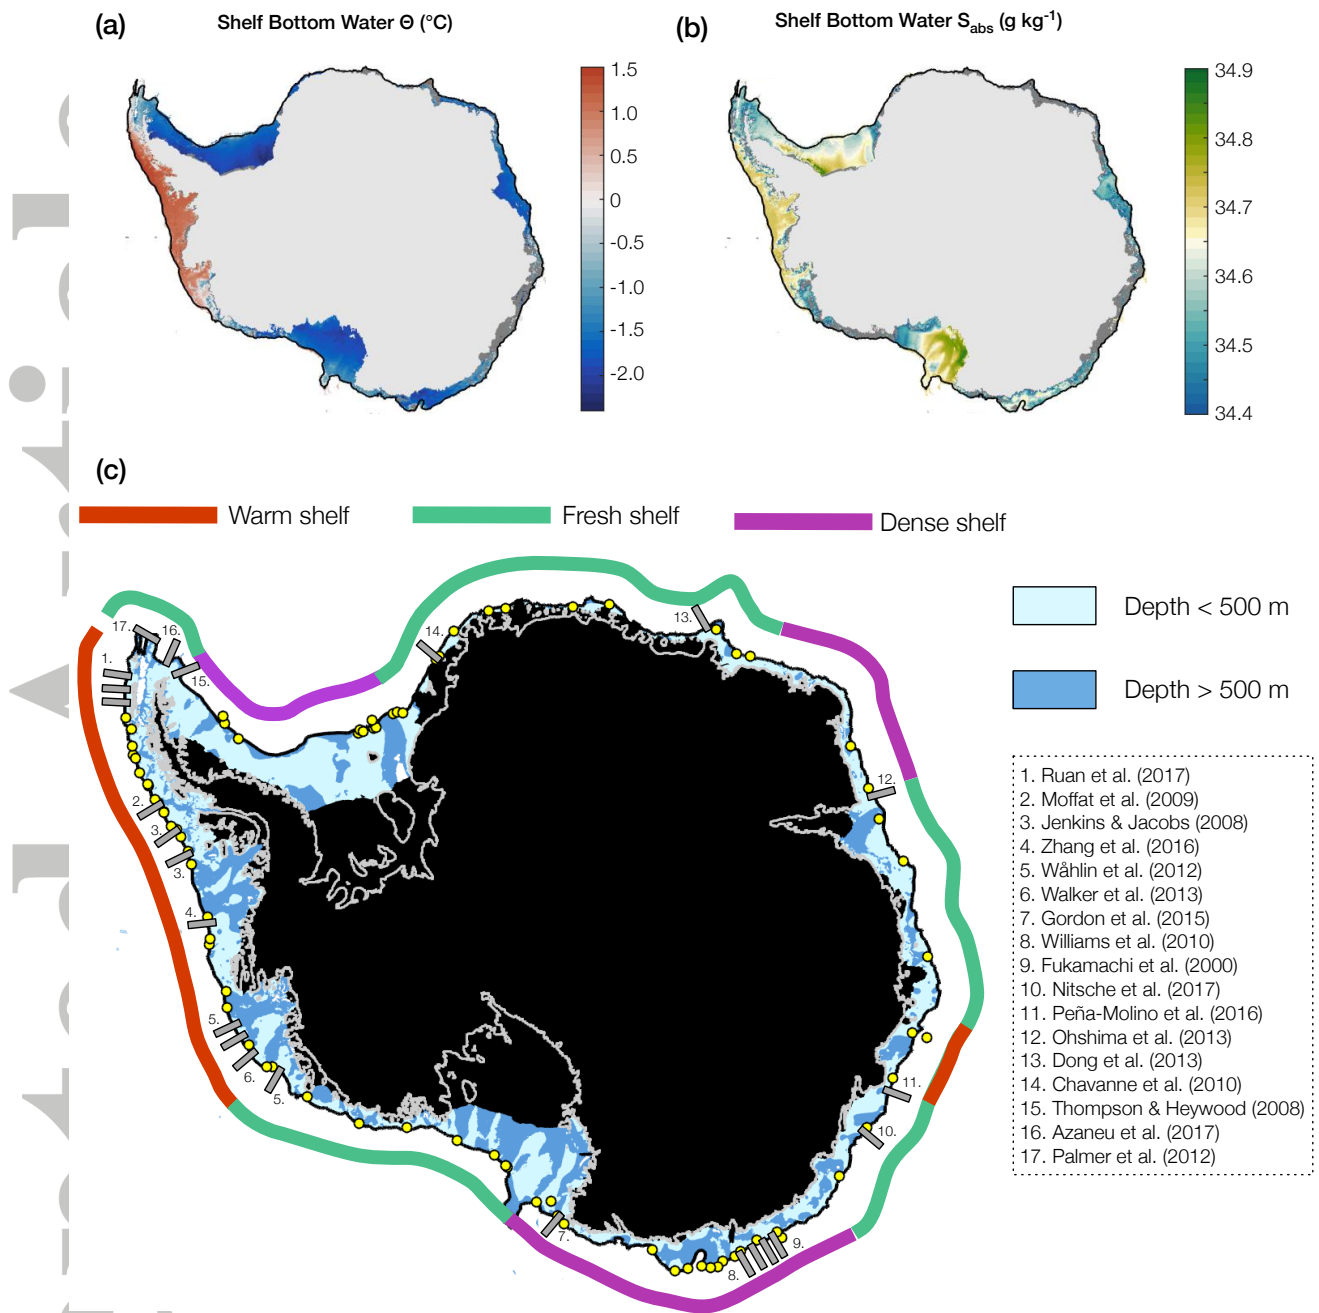 (a)
Shelf Bottom Water Θ (°C)
1.5
1.0
0.5
0
-0.5
-1.0
-1.5
-2.0
(b)
Shelf Bottom Water Sabs (g kg-1)
34.9
34.8
34.7
34.6
34.5
34.4
(c)
Warm shelf
Fresh shelf
Dense shelf
Depth < 500 m
Depth > 500 m
17.
16.
15.
1.
14.
13.
12.
2.
3.
3.
4.
5.
6.
5.
7.
8.
9.
10.
11.
1. Ruan et al. (2017)
2. Moffat et al. (2009)
3. Jenkins & Jacobs (2008)
4. Zhang et al. (2016)
5. Wåhlin et al. (2012)
6. Walker et al. (2013)
7. Gordon et al. (2015)
8. Williams et al. (2010)
9. Fukamachi et al. (2000)
10. Nitsche et al. (2017)
11. Peña-Molino et al. (2016)
12. Ohshima et al. (2013)
13. Dong et al. (2013)
14. Chavanne et al. (2010)
15. Thompson & Heywood (2008)
16. Azaneu et al. (2017)
17. Palmer et al. (2012)